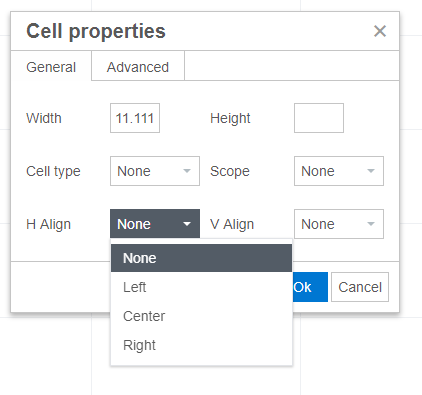 Cell properties ×
General Advanced
Width 11.111 Height
Cell type None Scope None
H Align None V Align None
None
Left
Ok Cancel
Center
Right